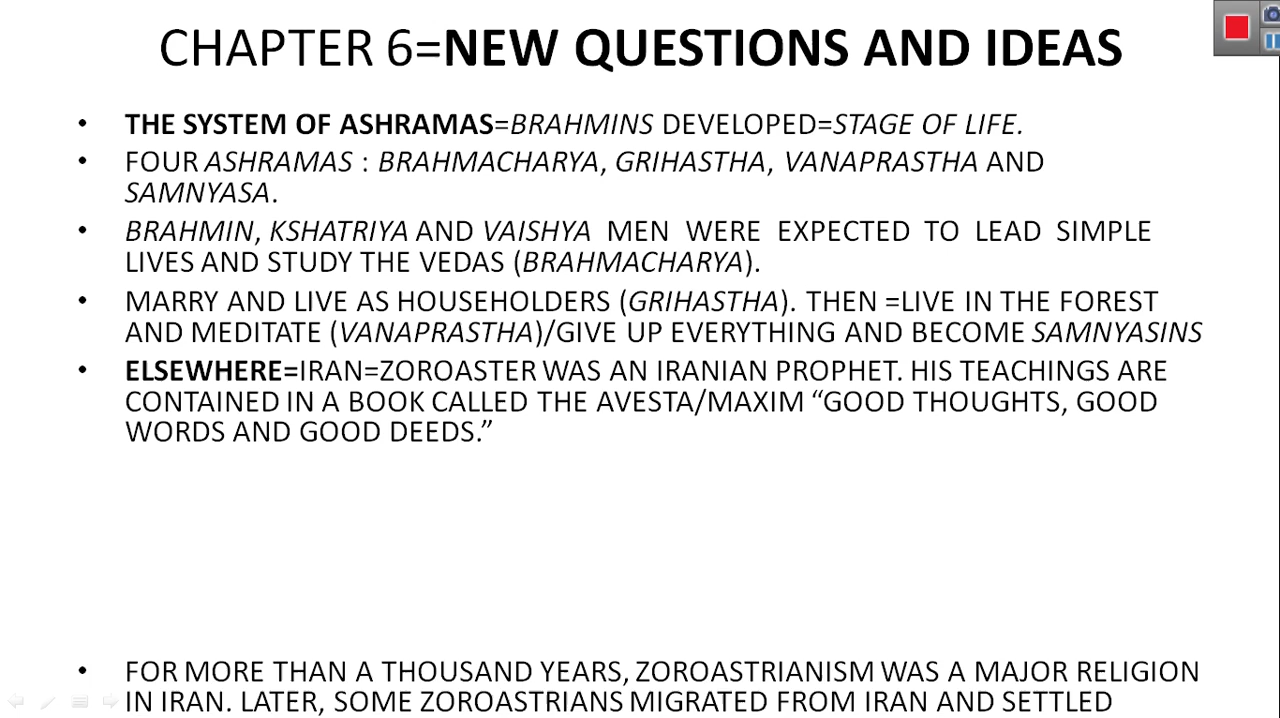 CHAPTER 6=NEW QUESTIONS AND IDEAS
• THE SYSTEM OF ASHRAMAS=BRAHMINS DEVELOPED=STAGE OF LIFE.
• FOUR ASHRAMAS : BRAHMACHARYA, GRIHASTHA, VANAPRASTHA AND
SAMNYASA.
• BRAHMIN, KSHATRIYA AND VAISHYA MEN WERE EXPECTED TO LEAD SIMPLE
LIVES AND STUDY THE VEDAS (BRAHMACHARYA).
• MARRY AND LIVE AS HOUSEHOLDERS (GRIHASTHA). THEN =LIVE IN THE FOREST
AND MEDITATE (VANAPRASTHA)/GIVE UP EVERYTHING AND BECOME SAMNYASINS
• ELSEWHERE=IRAN=ZOROASTER WAS AN IRANIAN PROPHET. HIS TEACHINGS ARE
CONTAINED IN A BOOK CALLED THE AVESTA/MAXIM “GOOD THOUGHTS, GOOD
WORDS AND GOOD DEEDS.”
• FOR MORE THAN A THOUSAND YEARS, ZOROASTRIANISM WAS A MAJOR RELIGION
IN IRAN. LATER, SOME ZOROASTRIANS MIGRATED FROM IRAN AND SETTLED